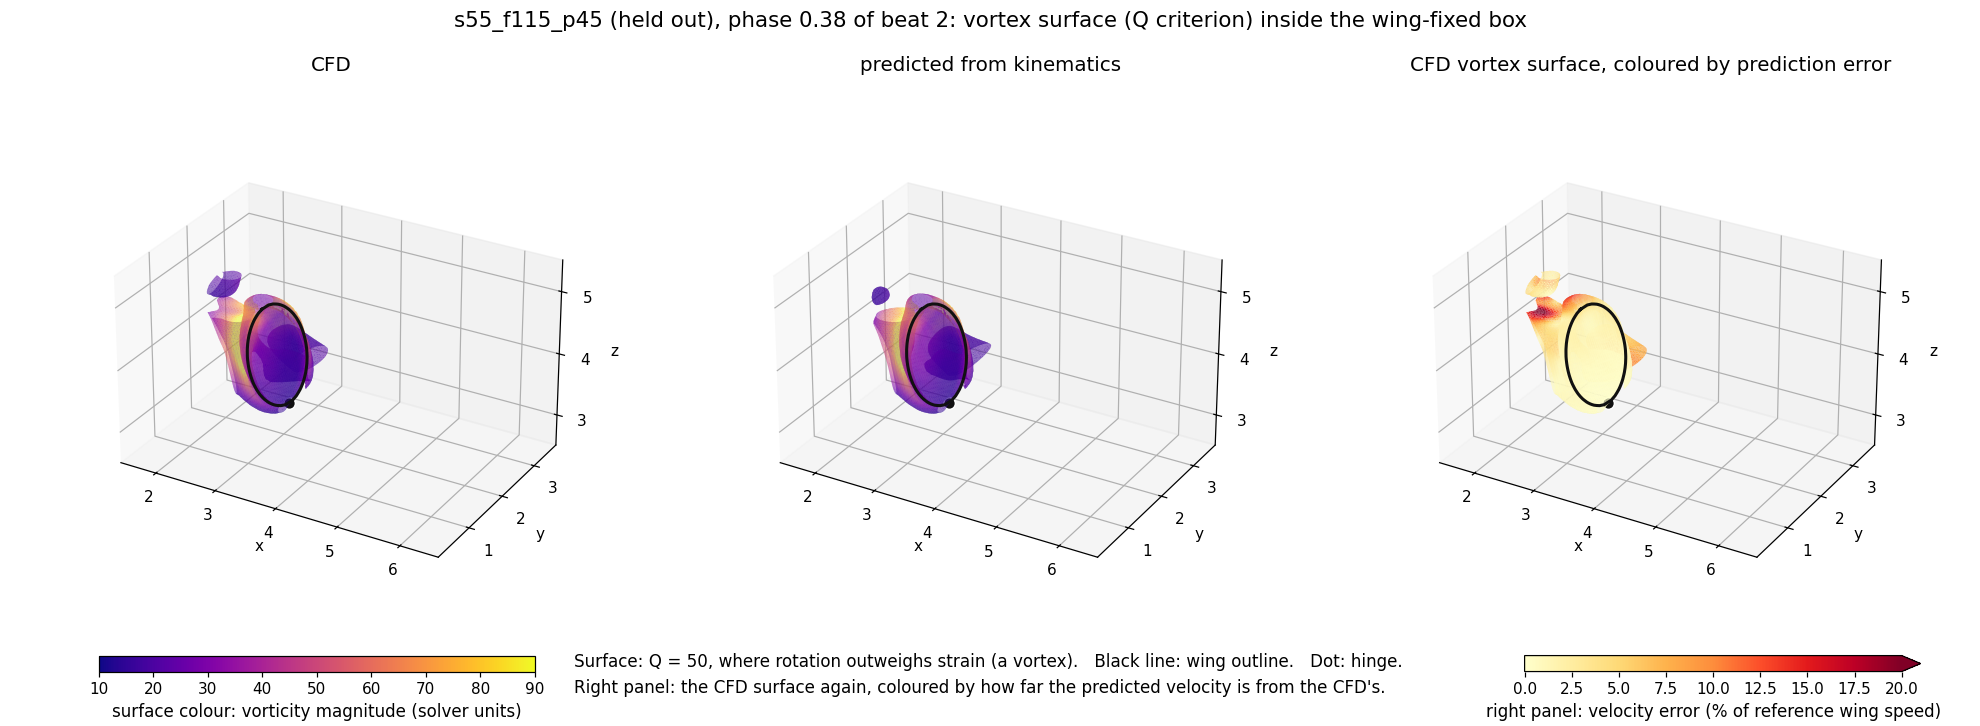 s55_f115_p45 (held out), phase 0.38 of beat 2: vortex surface (Q criterion) inside the wing-fixed box
CFD
predicted from kinematics
CFD vortex surface, coloured by prediction error
5
4
3
z
2
3
4
5
6
x
1
2
3
y
5
4
3
z
2
3
4
5
6
x
1
2
3
y
5
4
3
z
2
3
4
5
6
x
1
2
3
y
10 20 30 40 50 60 70 80 90
surface colour: vorticity magnitude (solver units)
Surface: Q = 50, where rotation outweighs strain (a vortex). Black line: wing outline. Dot: hinge.
Right panel: the CFD surface again, coloured by how far the predicted velocity is from the CFD's.
0.0 2.5 5.0 7.5 10.0 12.5 15.0 17.5 20.0
right panel: velocity error (% of reference wing speed)